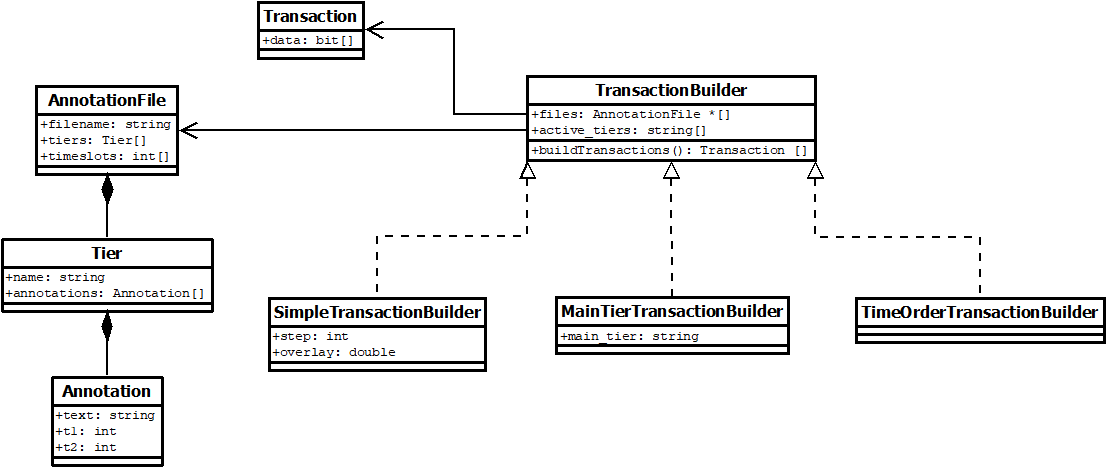 Transaction
+data: bit[]
AnnotationFile
+filename: string
+tiers: Tier[]
+timeslots: int[]
TransactionBuilder
+files: AnnotationFile *[]
+active_tiers: string[]
+buildTransactions(): Transaction []
Tier
+name: string
+annotations: Annotation[]
SimpleTransactionBuilder
+step: int
+overlay: double
MainTierTransactionBuilder
+main_tier: string
TimeOrderTransactionBuilder
Annotation
+text: string
+t1: int
+t2: int